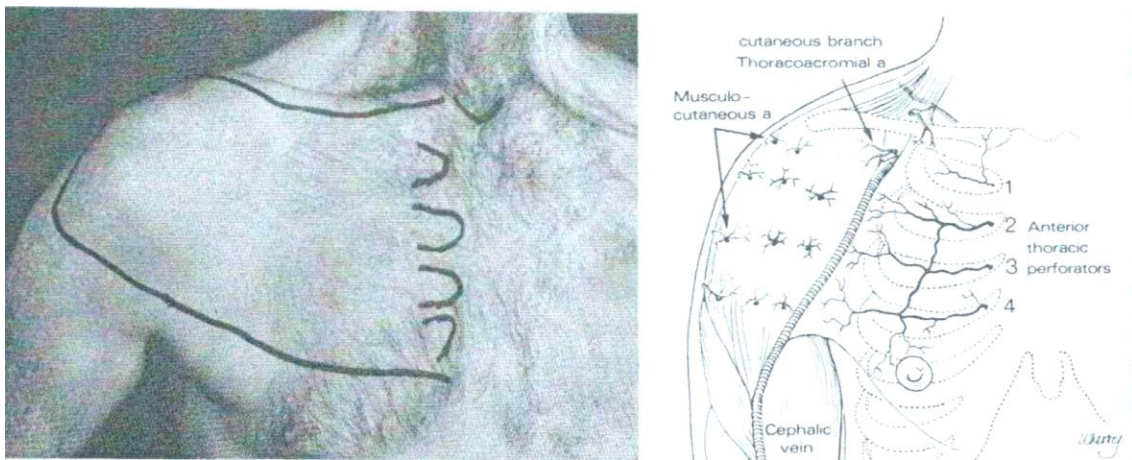 cutaneous branch
Thoracoacromial a
Musculo-
cutaneous a
1
2 Anterior
thoracic
3 perforators
4
Cephalic
vein